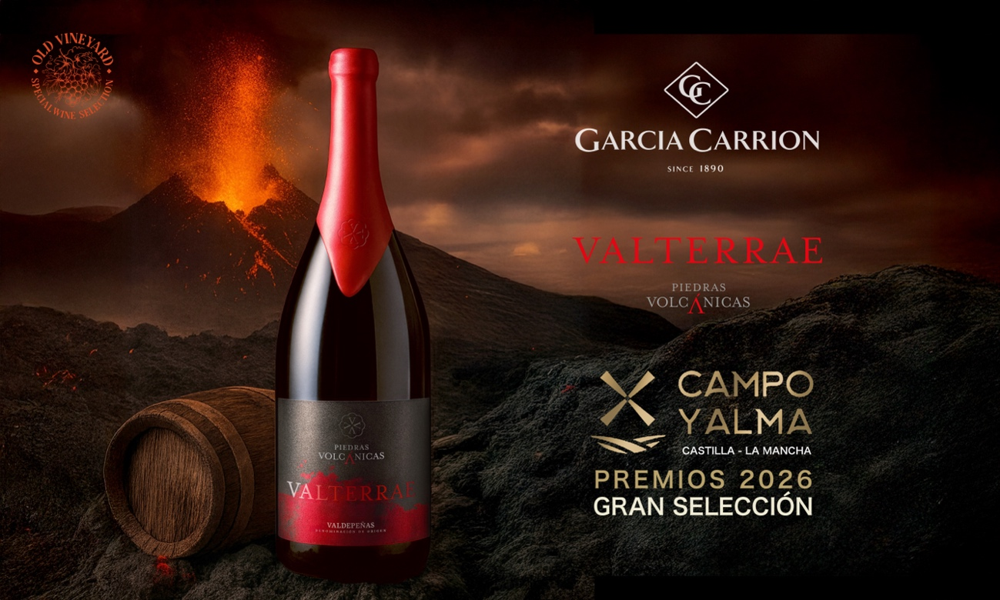 OLD VINEYARD
SPECIAL WINE SELECTION
GC
GARCIA CARRION
SINCE 1890
VALTERRAE
PIEDRAS
VOLCÁNICAS
CAMPO
YALMA
CASTILLA - LA MANCHA
PREMIOS 2026
GRAN SELECCIÓN
PIEDRAS
VOLCÁNICAS
VALTERRAE
VALDEPEÑAS
DENOMINACIÓN DE ORIGEN